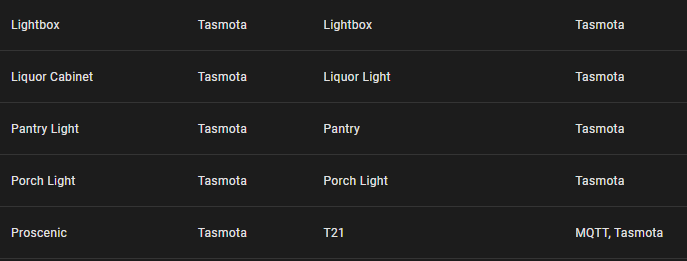 Lightbox Tasmota Lightbox Tasmota
Liquor Cabinet Tasmota Liquor Light Tasmota
Pantry Light Tasmota Pantry Tasmota
Porch Light Tasmota Porch Light Tasmota
Proscenic Tasmota T21 MQTT, Tasmota